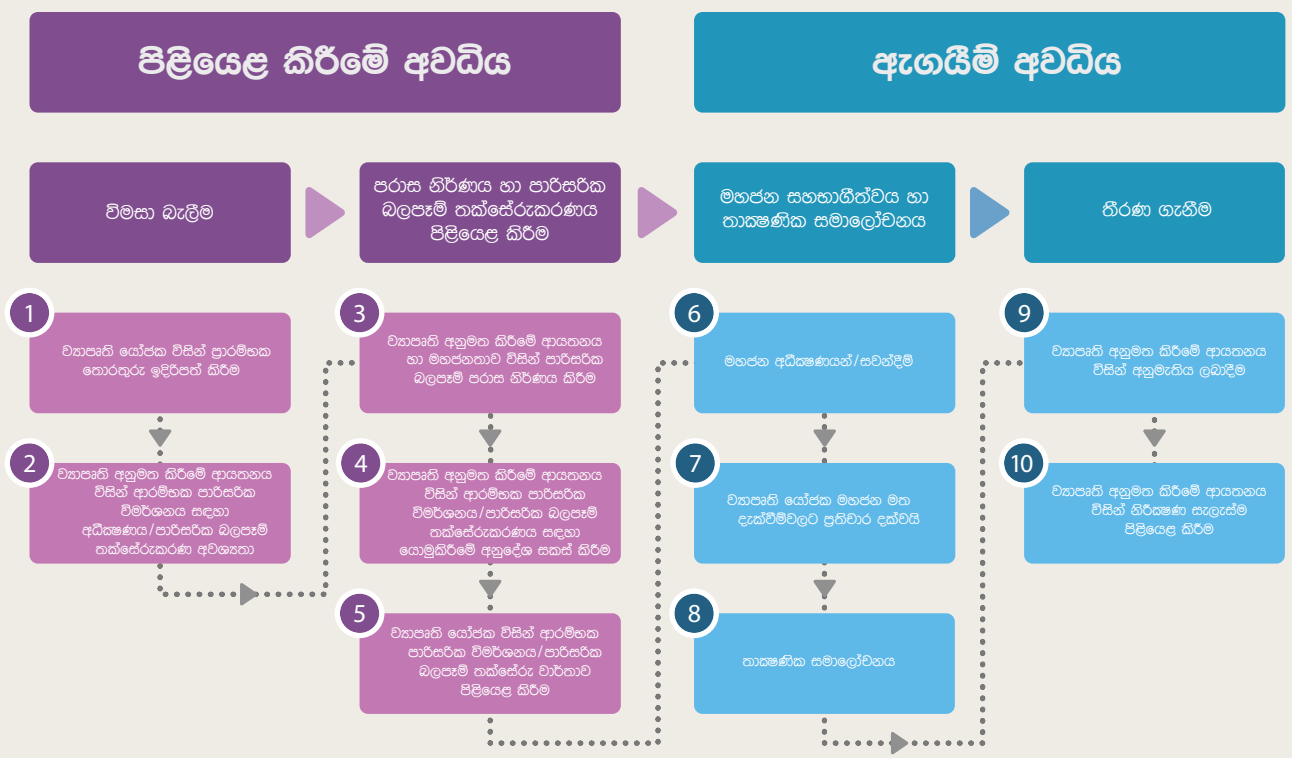 පිළියෙළ කිරීමේ අවධිය
ඇගයීම් අවධිය
විමසා බැලීම
පරාස නිර්ණය හා පාරිසරික
බලපෑම් තක්සේරුකරණය
පිළියෙළ කිරීම
මහජන සහභාගීත්වය හා
තාක්‍ෂණික සමාලෝචනය
තීරණ ගැනීම
1
ව්‍යාපෘති යෝජක විසින් ප්‍රාරම්භක
තොරතුරු ඉදිරිපත් කිරීම
2
ව්‍යාපෘති අනුමත කිරීමේ ආයතනය
විසින් ආරම්භක පාරිසරික
විමර්ශනය සඳහා
අධීක්‍ෂණය/පාරිසරික බලපෑම්
තක්සේරුකරණ අවශ්‍යතා
3
ව්‍යාපෘති අනුමත කිරීමේ ආයතනය
හා මහජනතාව විසින් පාරිසරික
බලපෑම් පරාස නිර්ණය කිරීම
4
ව්‍යාපෘති අනුමත කිරීමේ ආයතනය
විසින් ආරම්භක පාරිසරික
විමර්ශනය/පාරිසරික බලපෑම්
තක්සේරුකරණය සඳහා
යොමුකිරීමේ අනුදේශ සකස් කිරීම
5
ව්‍යාපෘති යෝජක විසින් ආරම්භක
පාරිසරික විමර්ශනය/පාරිසරික
බලපෑම් තක්සේරු වාර්තාව
පිළියෙළ කිරීම
6
මහජන අධීක්‍ෂණයන්/සවන්දීම්
7
ව්‍යාපෘති යෝජක මහජන මත
දැක්වීම්වලට ප්‍රතිචාර දක්වයි
8
තාක්‍ෂණික සමාලෝචනය
9
ව්‍යාපෘති අනුමත කිරීමේ ආයතනය
විසින් අනුමැතිය ලබාදීම
10
ව්‍යාපෘති අනුමත කිරීමේ ආයතනය
විසින් නිරීක්‍ෂණ සැලැස්ම
පිළියෙළ කිරීම